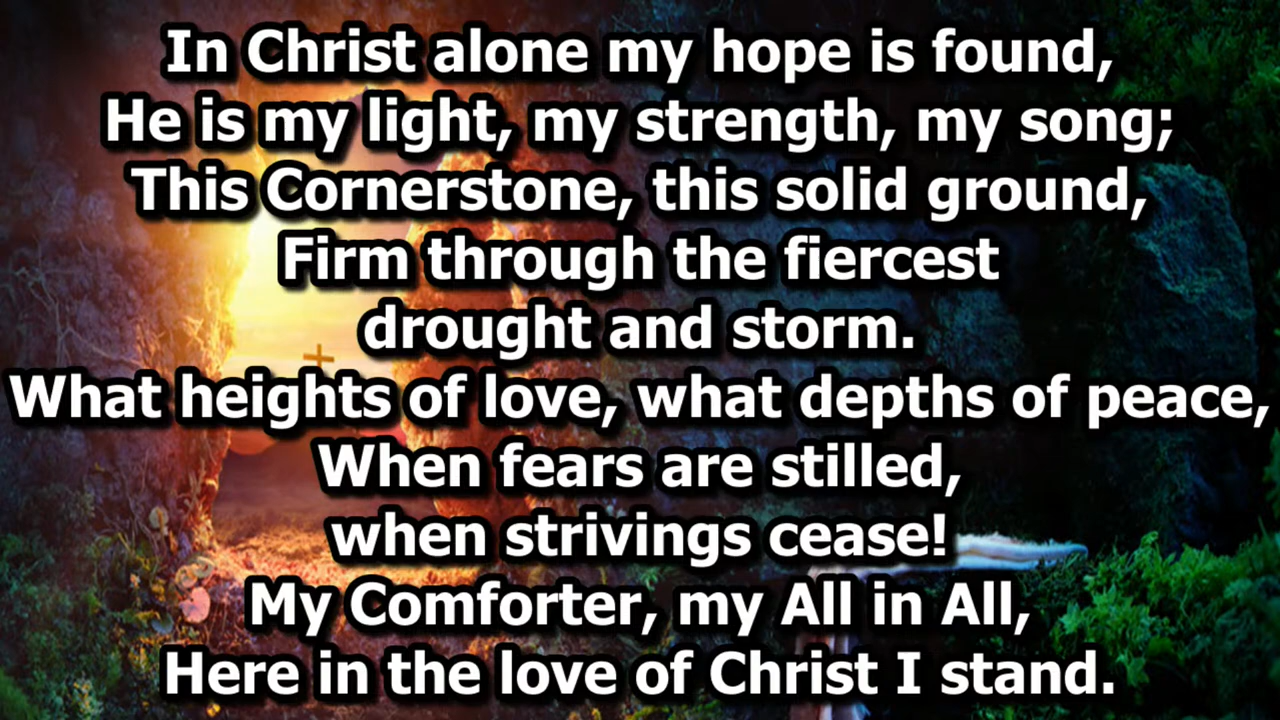 In Christ alone my hope is found,
He is my light, my strength, my song;
This Cornerstone, this solid ground,
Firm through the fiercest
drought and storm.
What heights of love, what depths of peace,
When fears are stilled,
when strivings cease!
My Comforter, my All in All,
Here in the love of Christ I stand.